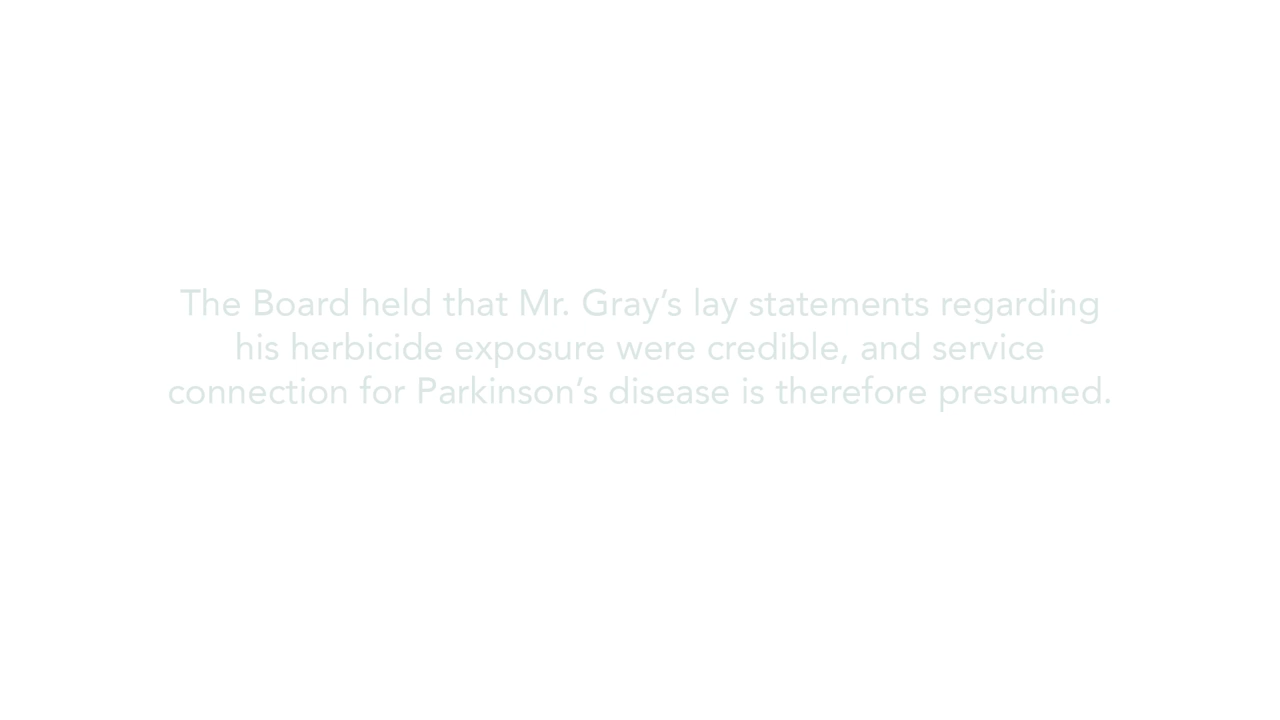 The Board held that Mr. Gray’s lay statements regarding
his herbicide exposure were credible, and service
connection for Parkinson’s disease is therefore presumed.